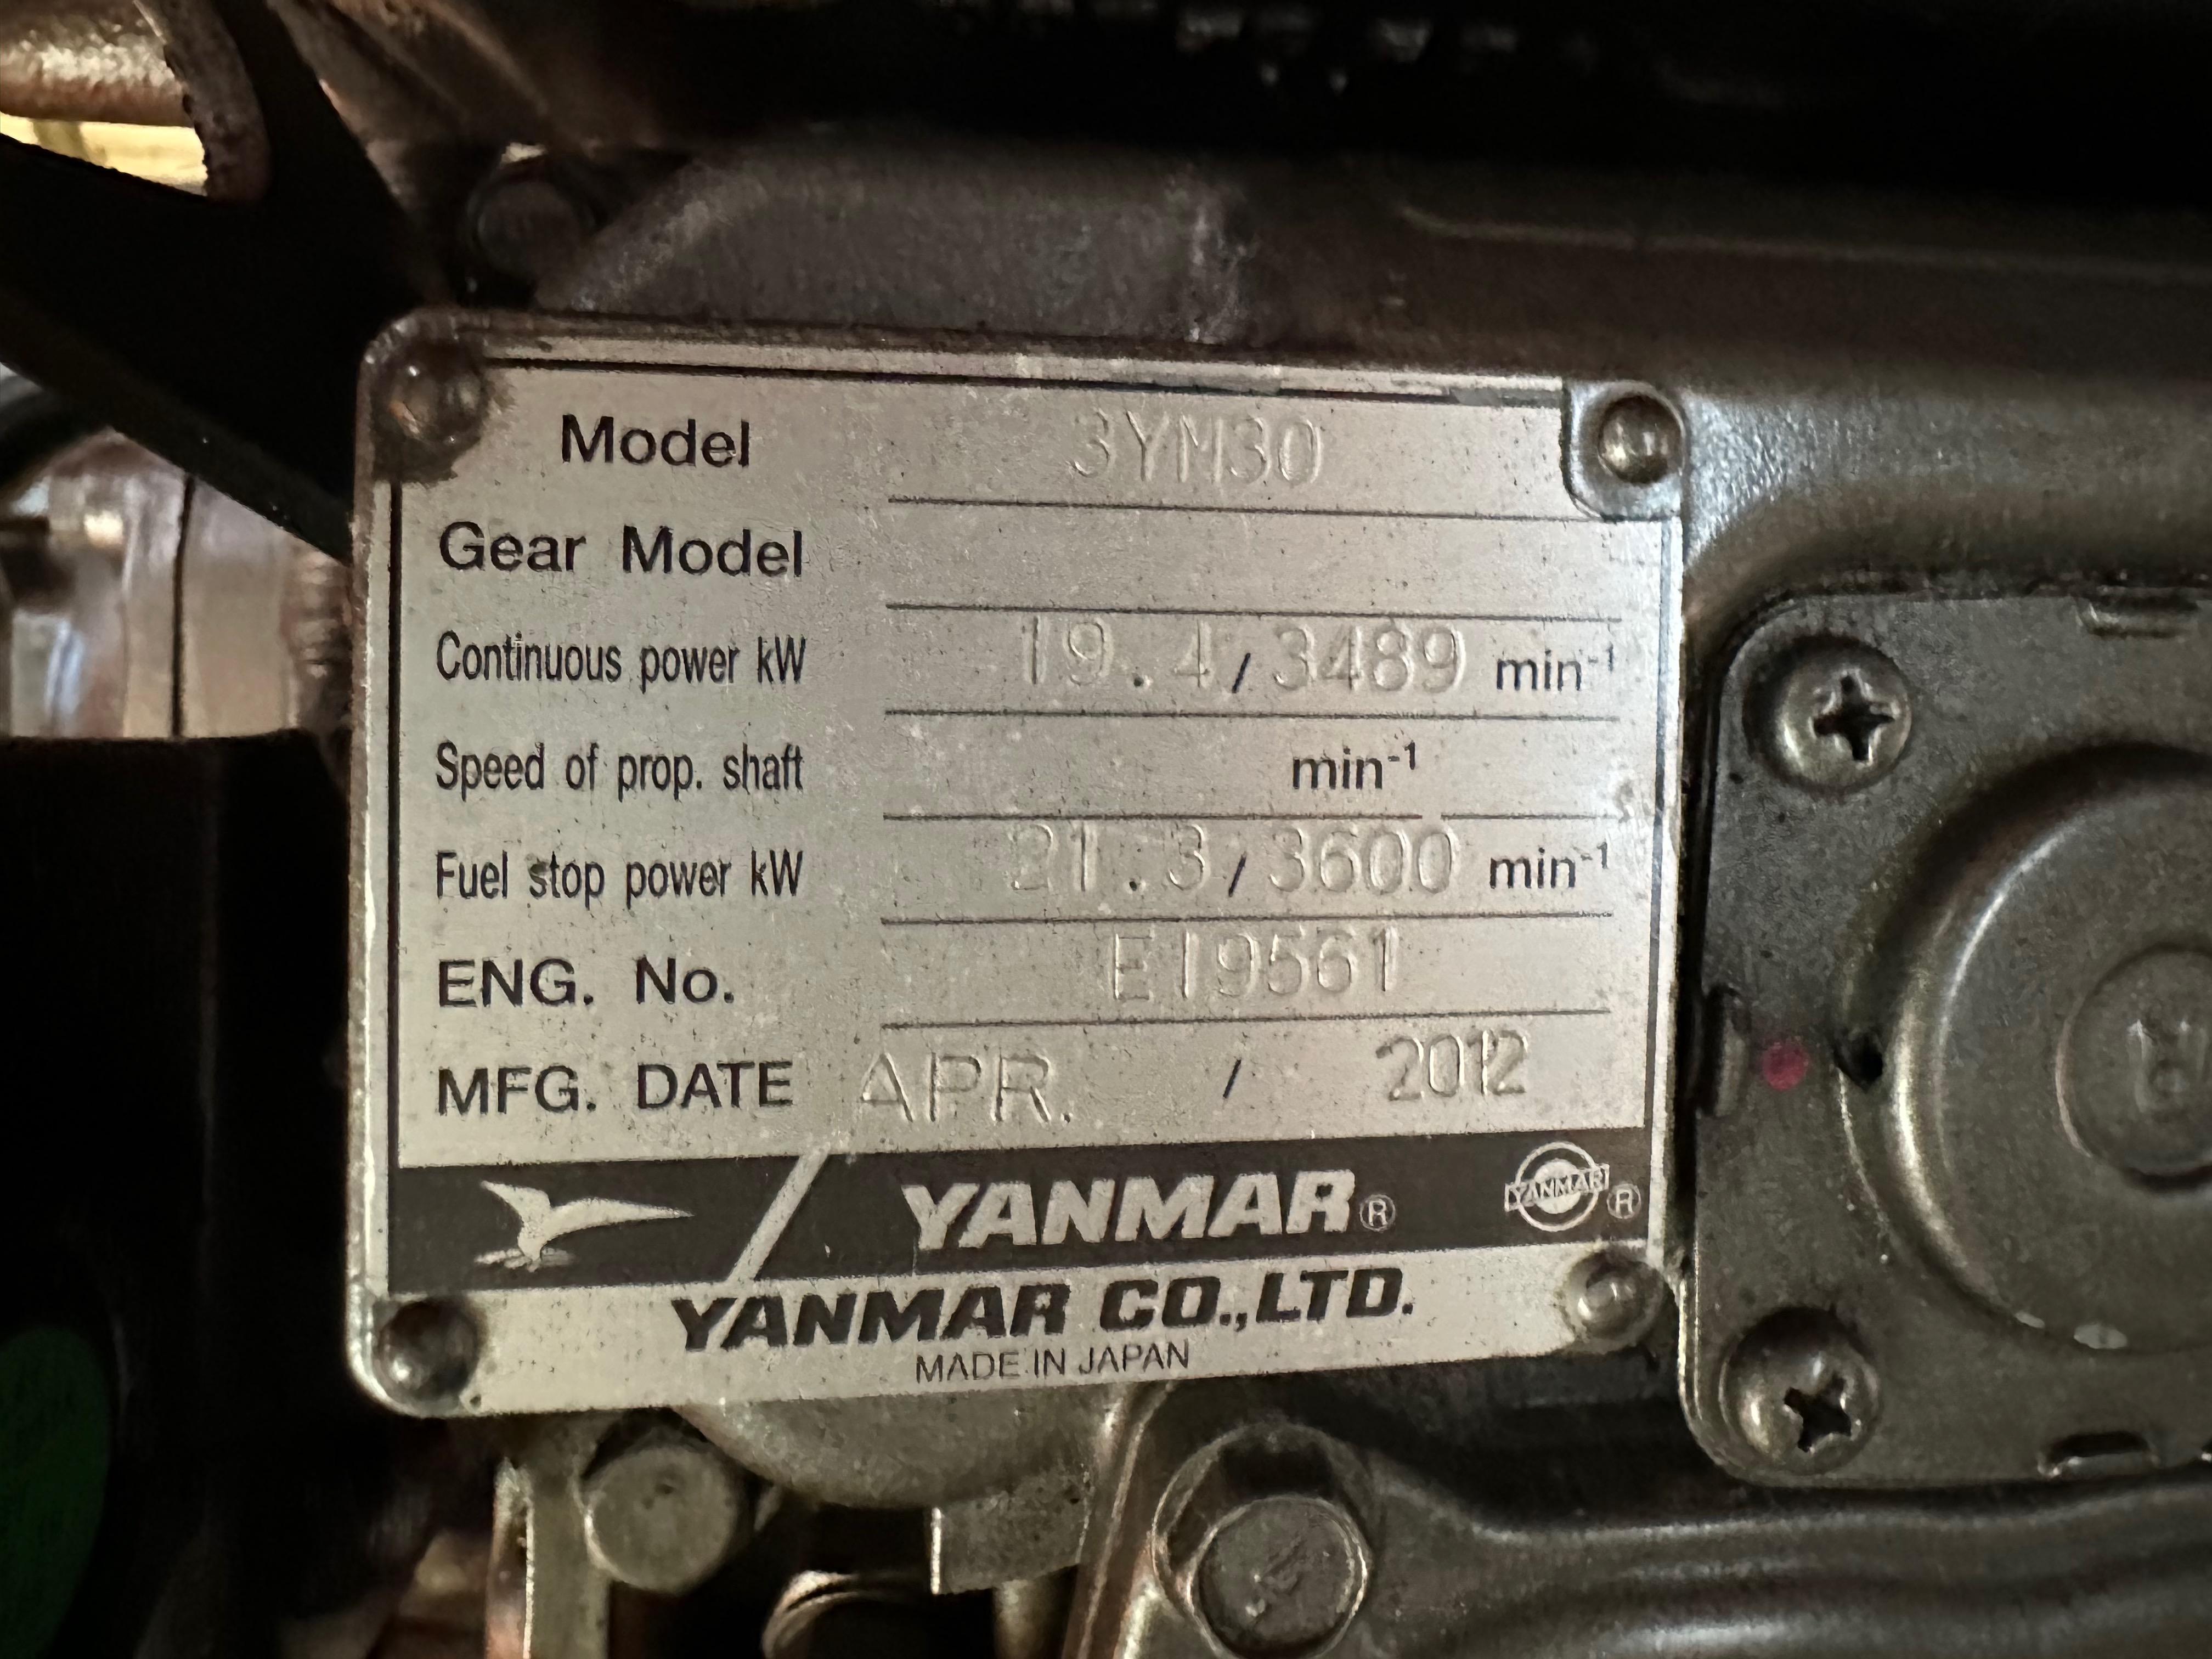 Model 3YM30
Gear Model
Continuous power kW 19.4/3489 min⁻¹
Speed of prop. shaft min⁻¹
Fuel stop power kW 21.3/3600 min⁻¹
ENG. No. E19561
MFG. DATE APR. / 2012
YANMAR® YANMAR®
YANMAR CO.,LTD.
MADE IN JAPAN